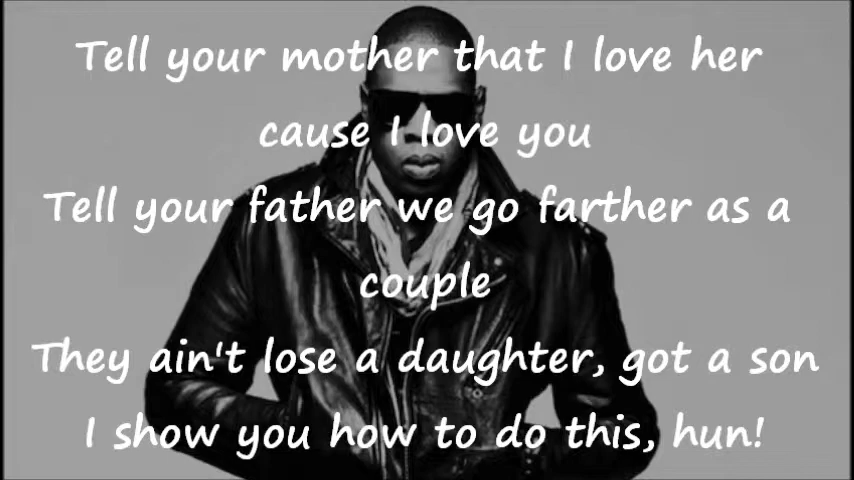 Tell your mother that I love her
cause I love you
Tell your father we go farther as a
couple
They ain't lose a daughter, got a son
I show you how to do this, hun!